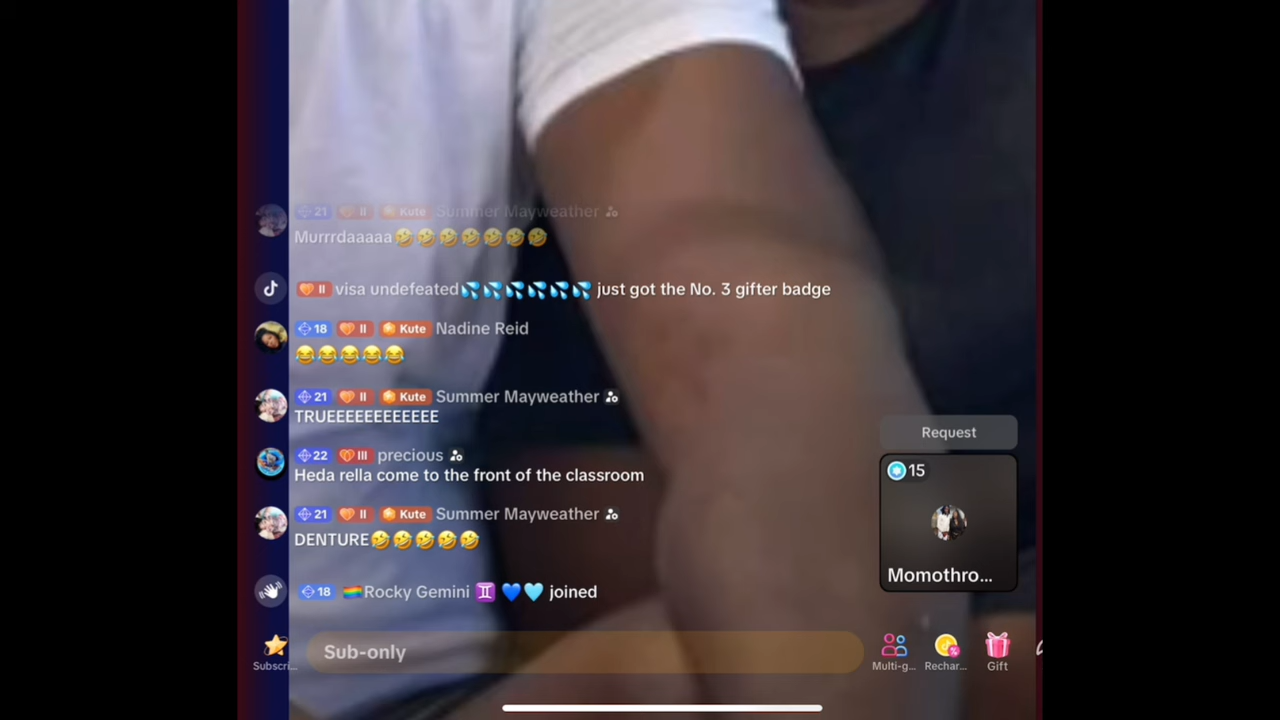 21 II Kute Summer Mayweather
Murrrdaaaaa🤣🤣🤣🤣🤣🤣🤣
II visa undefeated💦💦💦💦💦💦 just got the No. 3 gifter badge
18 II Kute Nadine Reid
😂😂😂😂😂
21 II Kute Summer Mayweather
TRUEEEEEEEEEEEE
22 III precious
Heda rella come to the front of the classroom
21 II Kute Summer Mayweather
DENTURE🤣🤣🤣🤣🤣
18 🏳️‍🌈Rocky Gemini ♊ 💙🩵 joined
Request
15
Momothro...
Sub-only
Subscri...
Multi-g...
Rechar...
Gift